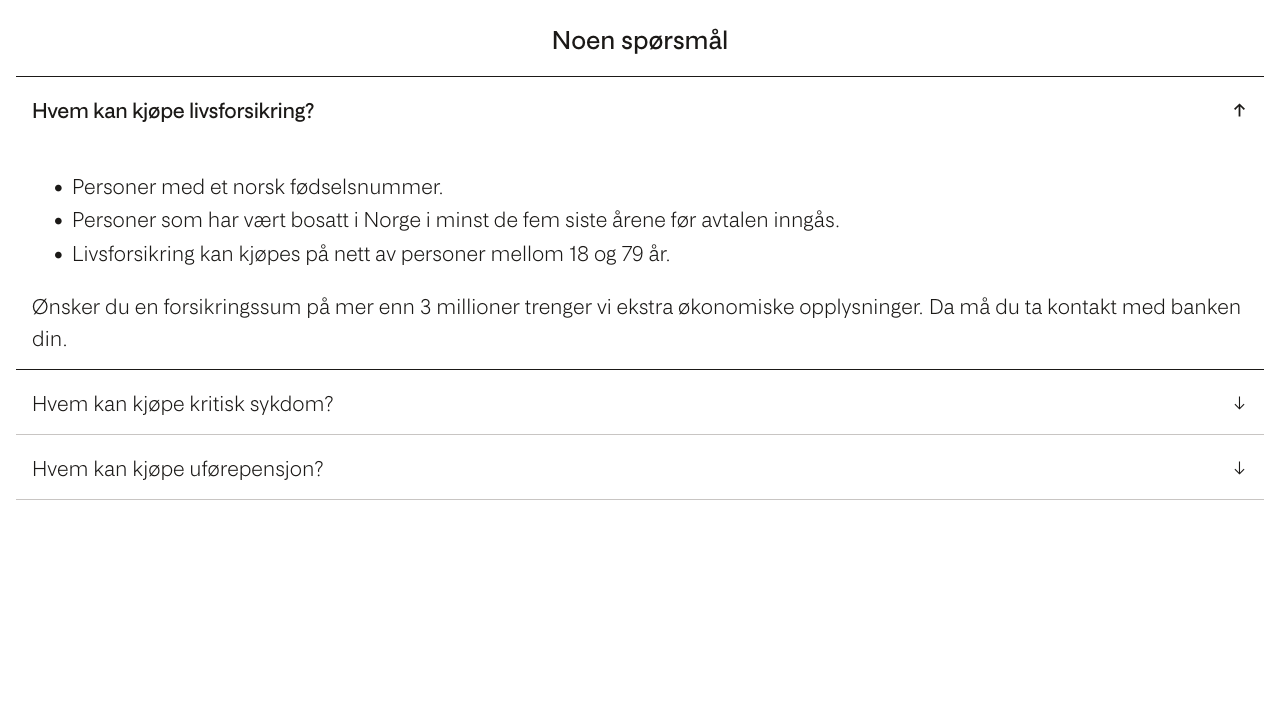 Noen spørsmål
Hvem kan kjøpe livsforsikring?
↑
• Personer med et norsk fødselsnummer.
• Personer som har vært bosatt i Norge i minst de fem siste årene før avtalen inngås.
• Livsforsikring kan kjøpes på nett av personer mellom 18 og 79 år.
Ønsker du en forsikringssum på mer enn 3 millioner trenger vi ekstra økonomiske opplysninger. Da må du ta kontakt med banken
din.
Hvem kan kjøpe kritisk sykdom?
↓
Hvem kan kjøpe uførepensjon?
↓